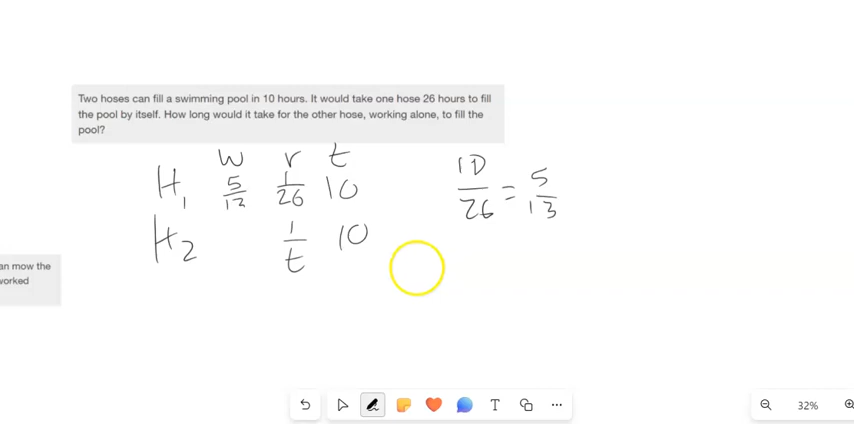 Two hoses can fill a swimming pool in 10 hours. It would take one hose 26 hours to fill
the pool by itself. How long would it take for the other hose, working alone, to fill the
pool?
w r t
H₁ 5/13 1/26 10
10/26 = 5/13
H₂ 1/t 10
an mow the
worked
T
32%